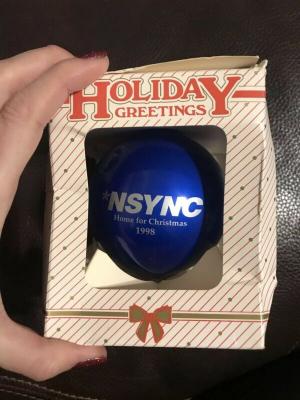 HOLIDAY
GREETINGS
*NSYNC
Home for Christmas
1998